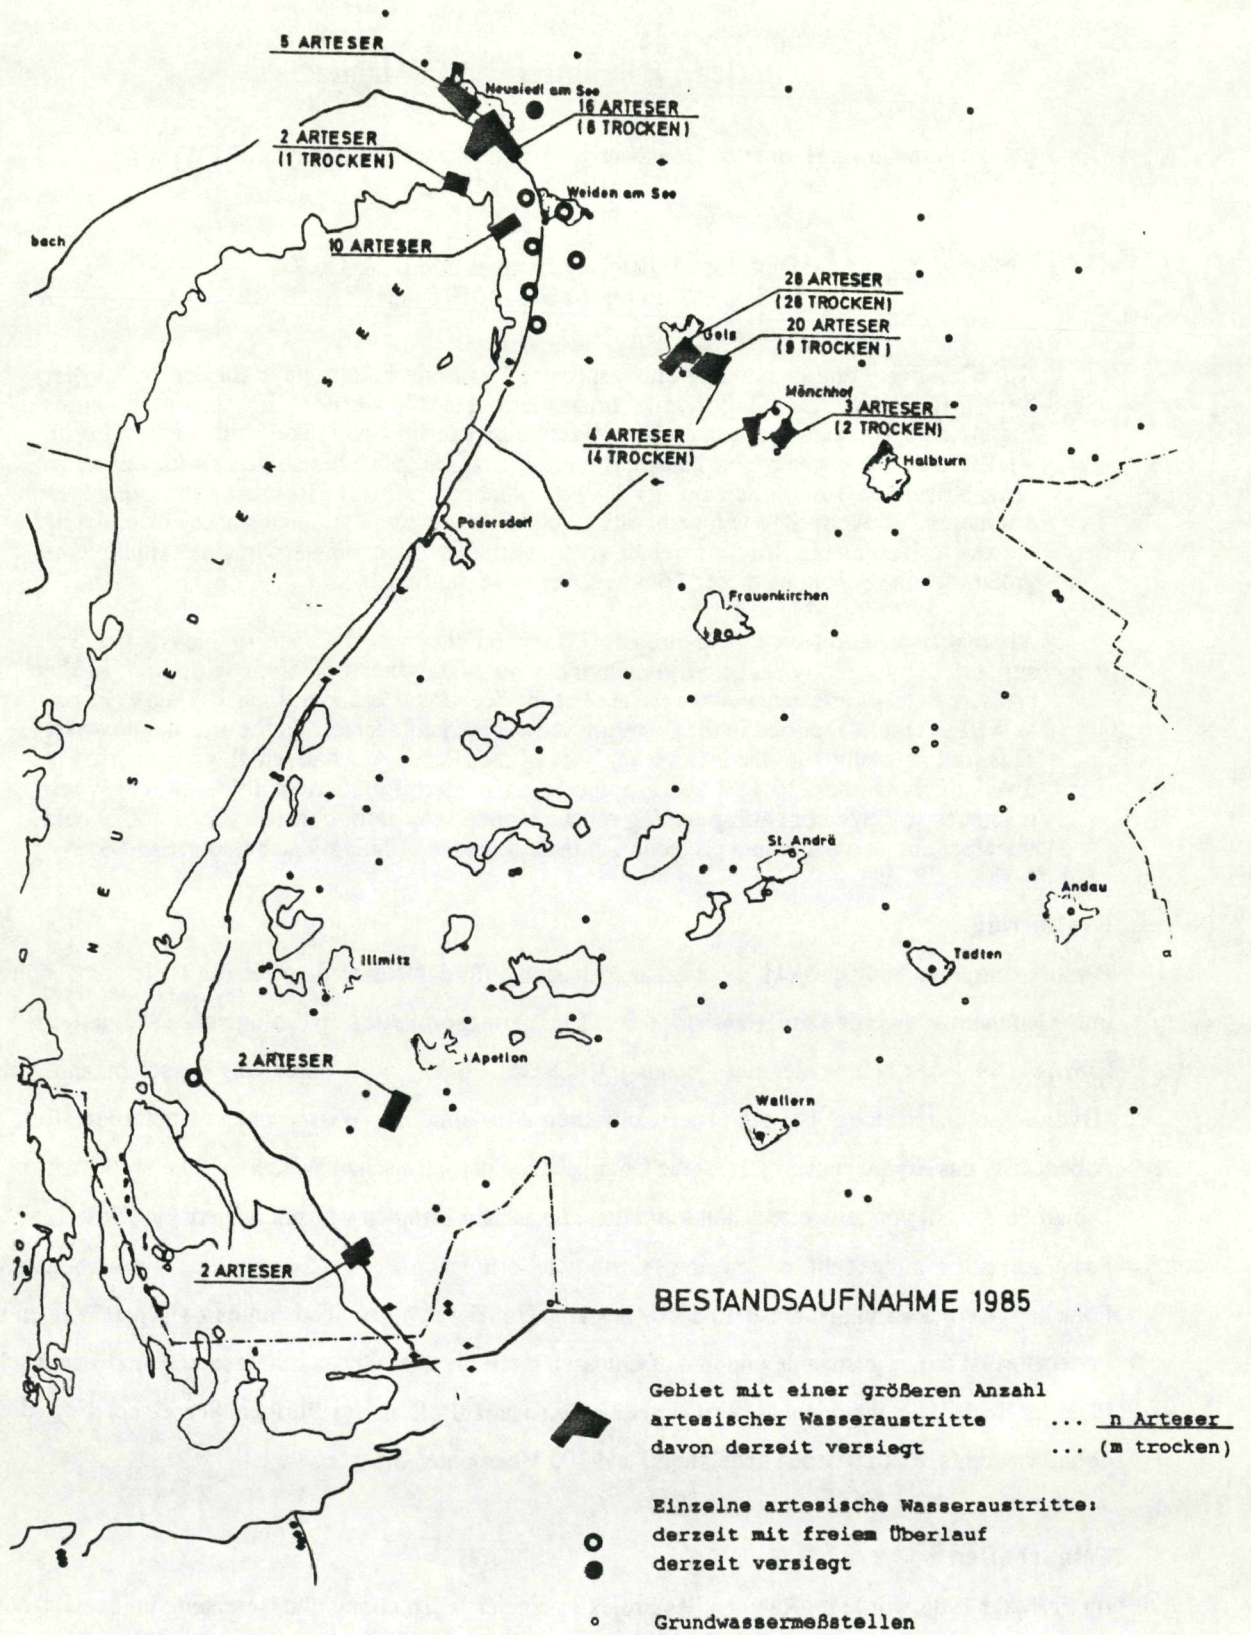 5 ARTESER
Neusiedl am See
16 ARTESER
(6 TROCKEN)
2 ARTESER
(1 TROCKEN)
Weiden am See
bach
10 ARTESER
28 ARTESER
(28 TROCKEN)
Gols
20 ARTESER
(9 TROCKEN)
Mönchhof
3 ARTESER
(2 TROCKEN)
4 ARTESER
(4 TROCKEN)
Halbturn
Podersdorf
Frauenkirchen
NEUSIEDLER SEE
St. Andrä
Andau
Tadten
Illmitz
Apetlon
2 ARTESER
Wallern
2 ARTESER
BESTANDSAUFNAHME 1985
Gebiet mit einer größeren Anzahl
artesischer Wasseraustritte ... n Arteser
davon derzeit versiegt ... (m trocken)
Einzelne artesische Wasseraustritte:
derzeit mit freiem Überlauf
derzeit versiegt
Grundwassermeßstellen